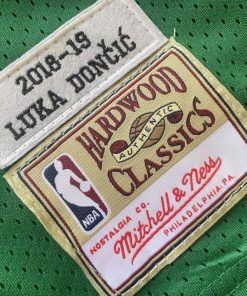 2018-19
LUKA DONČIĆ
HARDWOOD
AUTHENTIC
CLASSICS
NBA
NOSTALGIA CO.
Mitchell & Ness
PHILADELPHIA, PA.